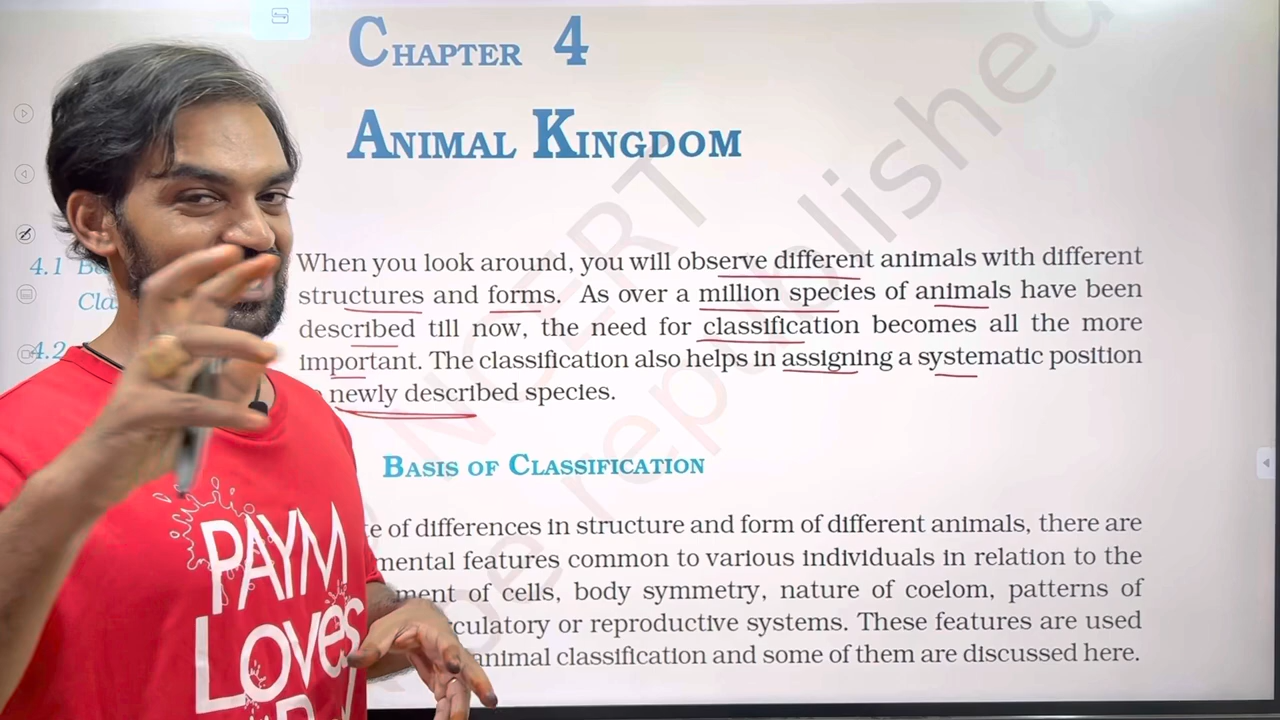 CHAPTER 4
ANIMAL KINGDOM
4.1
4.2
When you look around, you will observe different animals with different
structures and forms. As over a million species of animals have been
described till now, the need for classification becomes all the more
important. The classification also helps in assigning a systematic position
newly described species.
BASIS OF CLASSIFICATION
of differences in structure and form of different animals, there are
features common to various individuals in relation to the
of cells, body symmetry, nature of coelom, patterns of
or reproductive systems. These features are used
animal classification and some of them are discussed here.
NCERT
republished
PAYM
LOVES